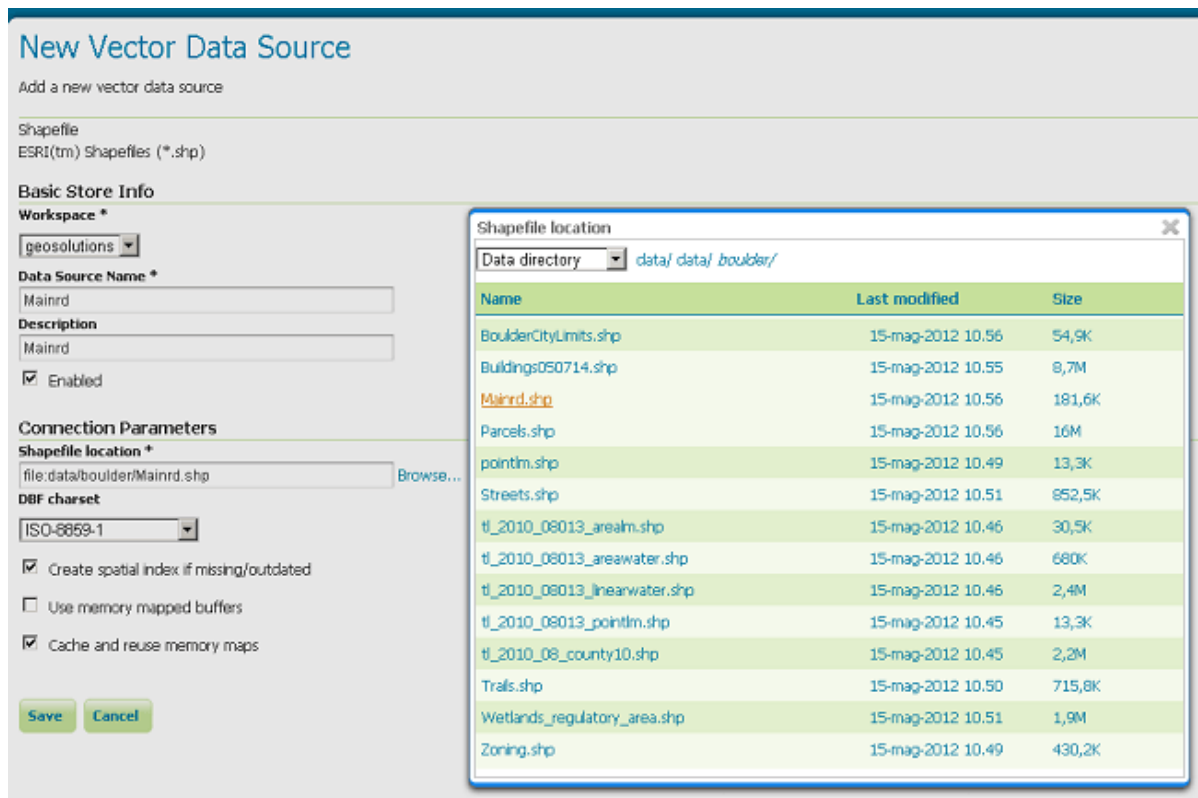 New Vector Data Source
Add a new vector data source
Shapefile
ESRI(tm) Shapefiles (*.shp)
Basic Store Info
Workspace *
geosolutions
Data Source Name *
Mainrd
Description
Mainrd
Enabled
Connection Parameters
Shapefile location *
file:data/boulder/Mainrd.shp Browse...
DBF charset
ISO-8859-1
Create spatial index if missing/outdated
Use memory mapped buffers
Cache and reuse memory maps
Save Cancel
Shapefile location
Data directory data/ data/ boulder/
Name Last modified Size
BoulderCityLimits.shp 15-mag-2012 10.56 54,9K
Buildings050714.shp 15-mag-2012 10.55 8,7M
Mainrd.shp 15-mag-2012 10.56 181,6K
Parcels.shp 15-mag-2012 10.56 16M
pointlm.shp 15-mag-2012 10.49 13,3K
Streets.shp 15-mag-2012 10.51 852,5K
tl_2010_08013_arealm.shp 15-mag-2012 10.46 30,5K
tl_2010_08013_areawater.shp 15-mag-2012 10.46 680K
tl_2010_08013_linearwater.shp 15-mag-2012 10.46 2,4M
tl_2010_08013_pointlm.shp 15-mag-2012 10.45 13,3K
tl_2010_08_county10.shp 15-mag-2012 10.45 2,2M
Trails.shp 15-mag-2012 10.50 715,8K
Wetlands_regulatory_area.shp 15-mag-2012 10.51 1,9M
Zoning.shp 15-mag-2012 10.49 430,2K